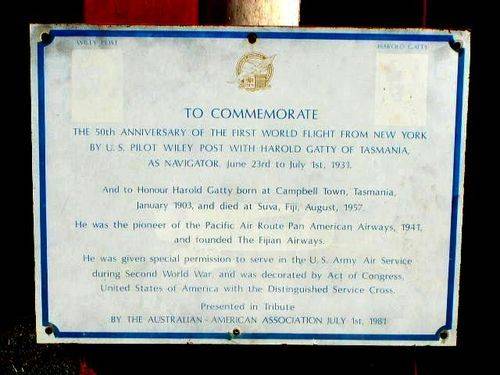 WILEY POST
HAROLD GATTY
TO COMMEMORATE
THE 50th ANNIVERSARY OF THE FIRST WORLD FLIGHT FROM NEW YORK
BY U.S. PILOT WILEY POST WITH HAROLD GATTY OF TASMANIA,
AS NAVIGATOR. June 23rd to July 1st, 1931.
And to Honour Harold Gatty born at Campbell Town, Tasmania,
January 1903, and died at Suva, Fiji, August, 1957.
He was the pioneer of the Pacific Air Route Pan American Airways, 1941,
and founded The Fijian Airways.
He was given special permission to serve in the U.S. Army Air Service
during Second World War, and was decorated by Act of Congress,
United States of America with the Distinguished Service Cross.
Presented in Tribute
BY THE AUSTRALIAN-AMERICAN ASSOCIATION JULY 1st, 1981